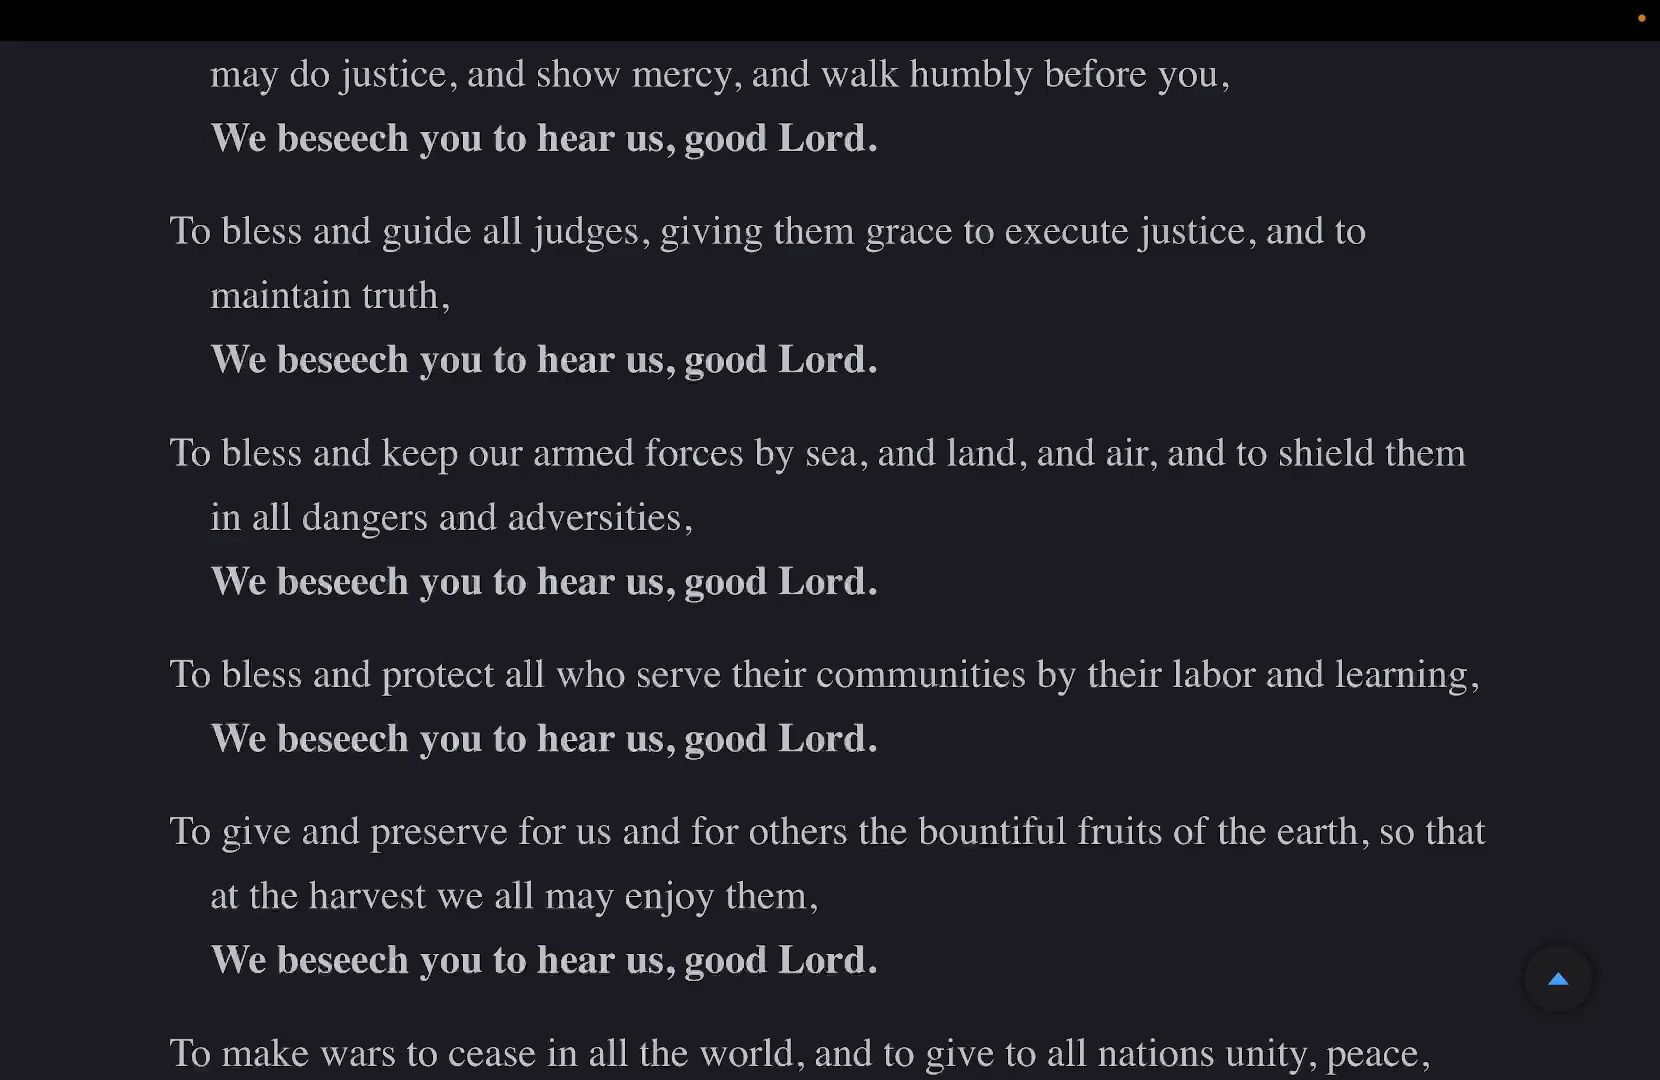 may do justice, and show mercy, and walk humbly before you,
We beseech you to hear us, good Lord.
To bless and guide all judges, giving them grace to execute justice, and to
maintain truth,
We beseech you to hear us, good Lord.
To bless and keep our armed forces by sea, and land, and air, and to shield them
in all dangers and adversities,
We beseech you to hear us, good Lord.
To bless and protect all who serve their communities by their labor and learning,
We beseech you to hear us, good Lord.
To give and preserve for us and for others the bountiful fruits of the earth, so that
at the harvest we all may enjoy them,
We beseech you to hear us, good Lord.
To make wars to cease in all the world, and to give to all nations unity, peace,